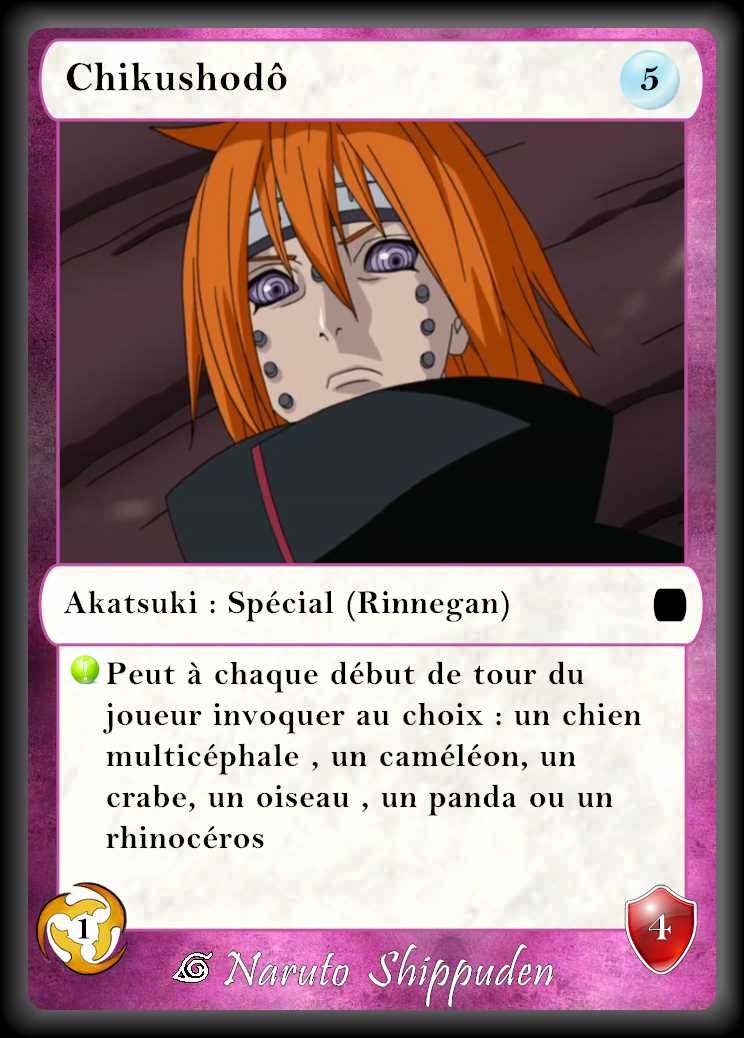 Chikushodô
5
Akatsuki : Spécial (Rinnegan)
Peut à chaque début de tour du
joueur invoquer au choix : un chien
multicéphale , un caméléon, un
crabe, un oiseau , un panda ou un
rhinocéros
1
4
Naruto Shippuden